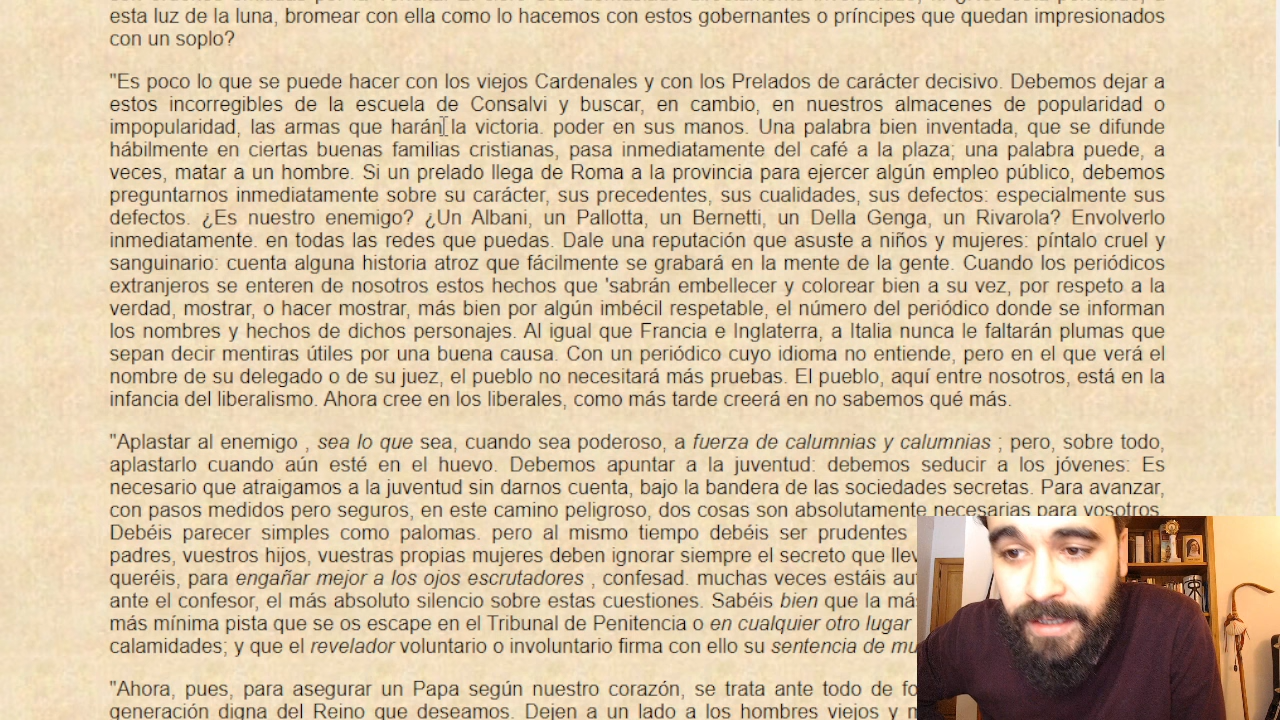 esta luz de la luna, bromear con ella como lo hacemos con estos gobernantes o príncipes que quedan impresionados
con un soplo?
"Es poco lo que se puede hacer con los viejos Cardenales y con los Prelados de carácter decisivo. Debemos dejar a
estos incorregibles de la escuela de Consalvi y buscar, en cambio, en nuestros almacenes de popularidad o
impopularidad, las armas que harán la victoria. poder en sus manos. Una palabra bien inventada, que se difunde
hábilmente en ciertas buenas familias cristianas, pasa inmediatamente del café a la plaza; una palabra puede, a
veces, matar a un hombre. Si un prelado llega de Roma a la provincia para ejercer algún empleo público, debemos
preguntarnos inmediatamente sobre su carácter, sus precedentes, sus cualidades, sus defectos: especialmente sus
defectos. ¿Es nuestro enemigo? ¿Un Albani, un Pallotta, un Bernetti, un Della Genga, un Rivarola? Envolverlo
inmediatamente. en todas las redes que puedas. Dale una reputación que asuste a niños y mujeres: píntalo cruel y
sanguinario: cuenta alguna historia atroz que fácilmente se grabará en la mente de la gente. Cuando los periódicos
extranjeros se enteren de nosotros estos hechos que 'sabrán embellecer y colorear bien a su vez, por respeto a la
verdad, mostrar, o hacer mostrar, más bien por algún imbécil respetable, el número del periódico donde se informan
los nombres y hechos de dichos personajes. Al igual que Francia e Inglaterra, a Italia nunca le faltarán plumas que
sepan decir mentiras útiles por una buena causa. Con un periódico cuyo idioma no entiende, pero en el que verá el
nombre de su delegado o de su juez, el pueblo no necesitará más pruebas. El pueblo, aquí entre nosotros, está en la
infancia del liberalismo. Ahora cree en los liberales, como más tarde creerá en no sabemos qué más.
"Aplastar al enemigo , sea lo que sea, cuando sea poderoso, a fuerza de calumnias y calumnias ; pero, sobre todo,
aplastarlo cuando aún esté en el huevo. Debemos apuntar a la juventud: debemos seducir a los jóvenes: Es
necesario que atraigamos a la juventud sin darnos cuenta, bajo la bandera de las sociedades secretas. Para avanzar,
con pasos medidos pero seguros, en este camino peligroso, dos cosas son absolutamente necesarias para vosotros.
Debéis parecer simples como palomas. pero al mismo tiempo debéis ser prudentes
padres, vuestros hijos, vuestras propias mujeres deben ignorar siempre el secreto que
queréis, para engañar mejor a los ojos escrutadores , confesad. muchas veces estáis
ante el confesor, el más absoluto silencio sobre estas cuestiones. Sabéis bien que la
más mínima pista que se os escape en el Tribunal de Penitencia o en cualquier otro lugar
calamidades; y que el revelador voluntario o involuntario firma con ello su sentencia de
"Ahora, pues, para asegurar un Papa según nuestro corazón, se trata ante todo de
generación digna del Reino que deseamos. Dejen a un lado a los hombres viejos y